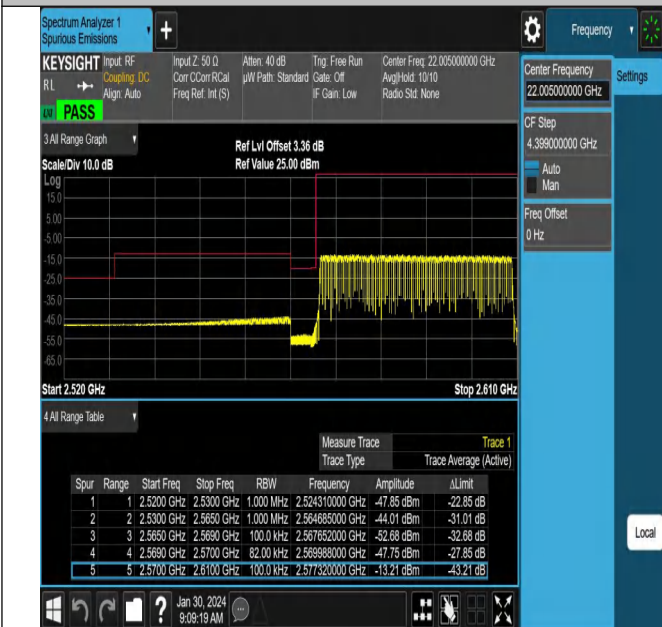 Spectrum Analyzer 1
Spurious Emissions
+
Frequency
KEYSIGHT
RL
Input: RF
Coupling: DC
Align: Auto
Input Z: 50 Ω
Corr CCorr RCal
Freq Ref: Int (S)
Atten: 40 dB
µW Path: Standard
Trig: Free Run
Gate: Off
IF Gain: Low
Center Freq: 22.005000000 GHz
Avg|Hold: 10/10
Radio Std: None
PASS
Center Frequency
22.005000000 GHz
Settings
CF Step
4.399000000 GHz
Auto
Man
Freq Offset
0 Hz
3 All Range Graph
Ref Lvl Offset 3.36 dB
Scale/Div 10.0 dB
Ref Value 25.00 dBm
Log
15.0
5.00
-5.00
-15.0
-25.0
-35.0
-45.0
-55.0
-65.0
Start 2.520 GHz
Stop 2.610 GHz
4 All Range Table
Measure Trace Trace 1
Trace Type Trace Average (Active)
Spur Range Start Freq Stop Freq RBW Frequency Amplitude ΔLimit
1 1 2.5200 GHz 2.5300 GHz 1.000 MHz 2.524310000 GHz -47.85 dBm -22.85 dB
2 2 2.5300 GHz 2.5650 GHz 1.000 MHz 2.564685000 GHz -44.01 dBm -31.01 dB
3 3 2.5650 GHz 2.5690 GHz 100.0 kHz 2.567652000 GHz -52.68 dBm -32.68 dB
4 4 2.5690 GHz 2.5700 GHz 82.00 kHz 2.569988000 GHz -47.75 dBm -27.85 dB
5 5 2.5700 GHz 2.6100 GHz 100.0 kHz 2.577320000 GHz -13.21 dBm -43.21 dB
Local
?
Jan 30, 2024
9:09:19 AM